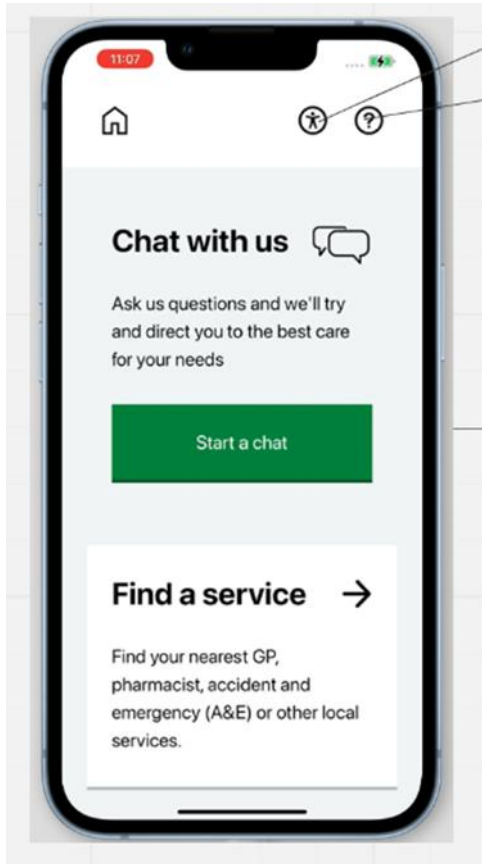 11:07
Chat with us
Ask us questions and we'll try
and direct you to the best care
for your needs
Start a chat
Find a service
Find your nearest GP,
pharmacist, accident and
emergency (A&E) or other local
services.